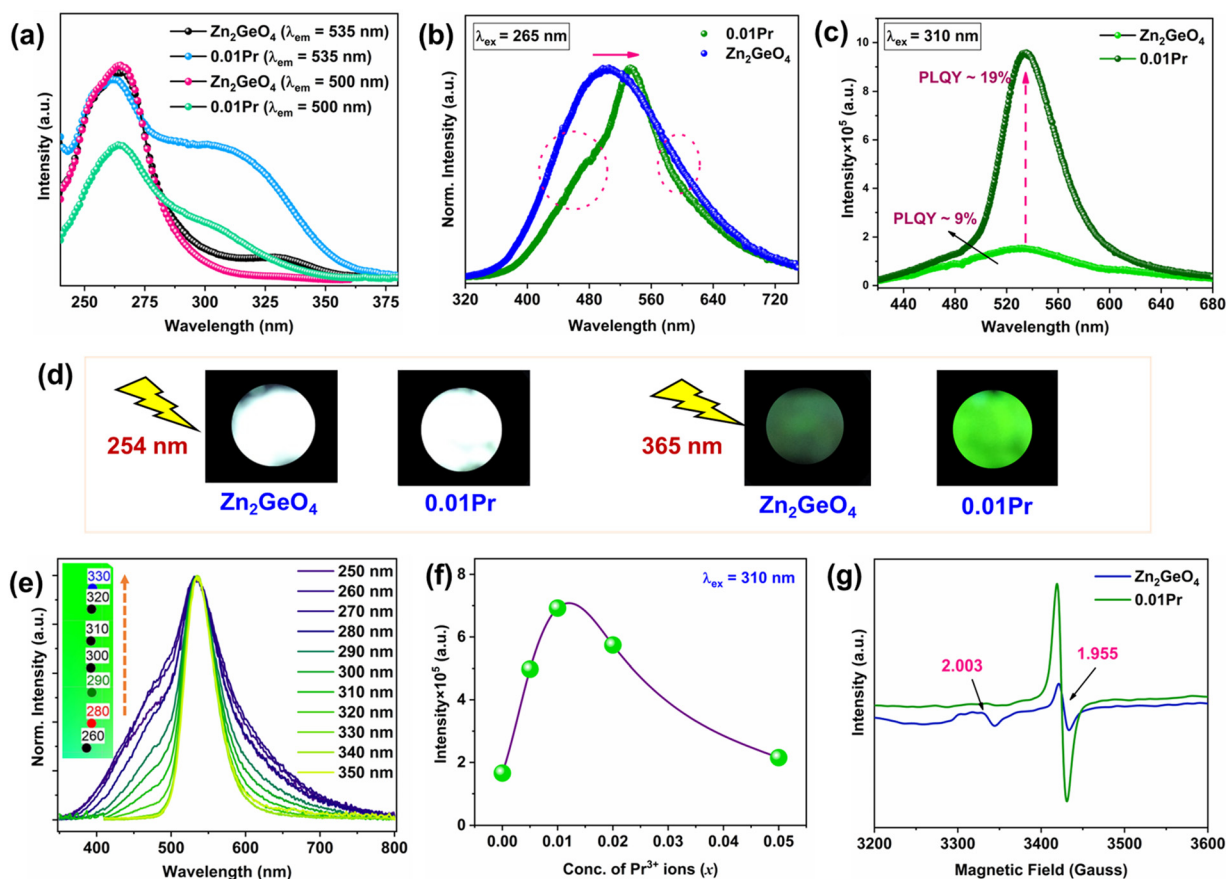 (a)
Zn₂GeO₄ (λem = 535 nm)
0.01Pr (λem = 535 nm)
Zn₂GeO₄ (λem = 500 nm)
0.01Pr (λem = 500 nm)
Intensity (a.u.)
250 275 300 325 350 375
Wavelength (nm)
(b)
λex = 265 nm
0.01Pr
Zn₂GeO₄
Norm. Intensity (a.u.)
320 400 480 560 640 720
Wavelength (nm)
(c)
λex = 310 nm
Zn₂GeO₄
0.01Pr
PLQY ~ 19%
PLQY ~ 9%
Intensity×10⁵ (a.u.)
10
8
6
4
2
0
440 480 520 560 600 640 680
Wavelength (nm)
(d)
254 nm
Zn₂GeO₄
0.01Pr
365 nm
Zn₂GeO₄
0.01Pr
(e)
330
320
310
300
290
280
260
250 nm
260 nm
270 nm
280 nm
290 nm
300 nm
310 nm
320 nm
330 nm
340 nm
350 nm
Norm. Intensity (a.u.)
400 500 600 700 800
Wavelength (nm)
(f)
λex = 310 nm
Intensity×10⁵ (a.u.)
8
6
4
2
0
0.00 0.01 0.02 0.03 0.04 0.05
Conc. of Pr³⁺ ions (x)
(g)
Zn₂GeO₄
0.01Pr
2.003
1.955
Intensity (a.u.)
3200 3300 3400 3500 3600
Magnetic Field (Gauss)